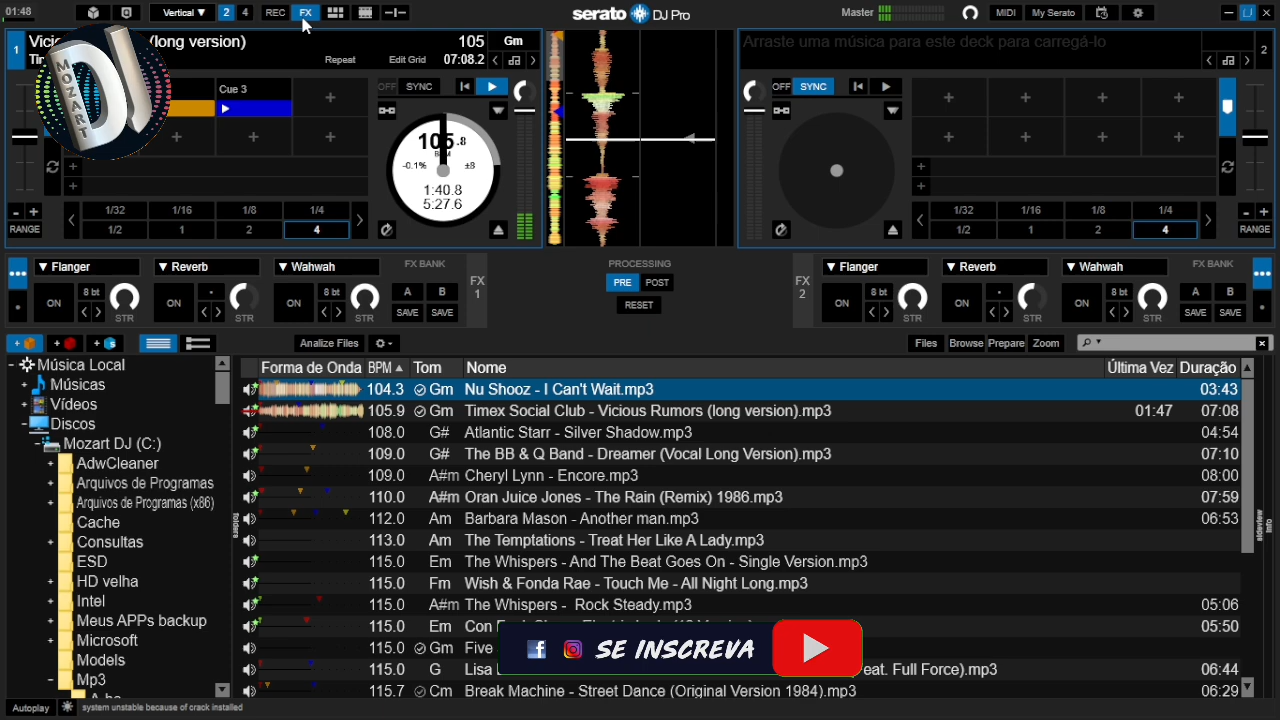 01:48 Vertical ▼ 2 4 REC FX serato DJ Pro Master MIDI My Serato
1 Vici (long version) 105 Gm
Tim Repeat Edit Grid 07:08.2
MOZART DJ
Cue 3
OFF SYNC
105.8
BPM
-0.1% ±8
1:40.8
5:27.6
- +
RANGE
1/32 1/16 1/8 1/4
1/2 1 2 4
Arraste uma música para este deck para carregá-lo 2
OFF SYNC
1/32 1/16 1/8 1/4
1/2 1 2 4
- +
RANGE
▼ Flanger ▼ Reverb ▼ Wahwah FX BANK
ON 8 bt STR ON STR ON 8 bt STR A B
SAVE SAVE
FX 1
PROCESSING
PRE POST
RESET
FX 2
▼ Flanger ▼ Reverb ▼ Wahwah FX BANK
ON 8 bt STR ON STR ON 8 bt STR A B
SAVE SAVE
Analize Files Files Browse Prepare Zoom
Música Local
Músicas
Vídeos
Discos
Mozart DJ (C:)
AdwCleaner
Arquivos de Programas
Arquivos de Programas (x86)
Cache
Consultas
ESD
HD velha
Intel
Meus APPs backup
Microsoft
Models
Mp3
folders
Forma de Onda BPM Tom Nome Última Vez Duração
104.3 Gm Nu Shooz - I Can't Wait.mp3 03:43
105.9 Gm Timex Social Club - Vicious Rumors (long version).mp3 01:47 07:08
108.0 G# Atlantic Starr - Silver Shadow.mp3 04:54
109.0 G# The BB & Q Band - Dreamer (Vocal Long Version).mp3 07:10
109.0 A#m Cheryl Lynn - Encore.mp3 08:00
110.0 A#m Oran Juice Jones - The Rain (Remix) 1986.mp3 07:59
112.0 Am Barbara Mason - Another man.mp3 06:53
113.0 Am The Temptations - Treat Her Like A Lady.mp3
115.0 Em The Whispers - And The Beat Goes On - Single Version.mp3
115.0 Fm Wish & Fonda Rae - Touch Me - All Night Long.mp3
115.0 A#m The Whispers - Rock Steady.mp3 05:06
115.0 Em Con 05:50
115.0 Gm Five
115.0 G Lisa eat. Full Force).mp3 06:44
115.7 Cm Break Machine - Street Dance (Original Version 1984).mp3 06:29
sideview
info
SE INSCREVA
Autoplay system unstable because of crack installed